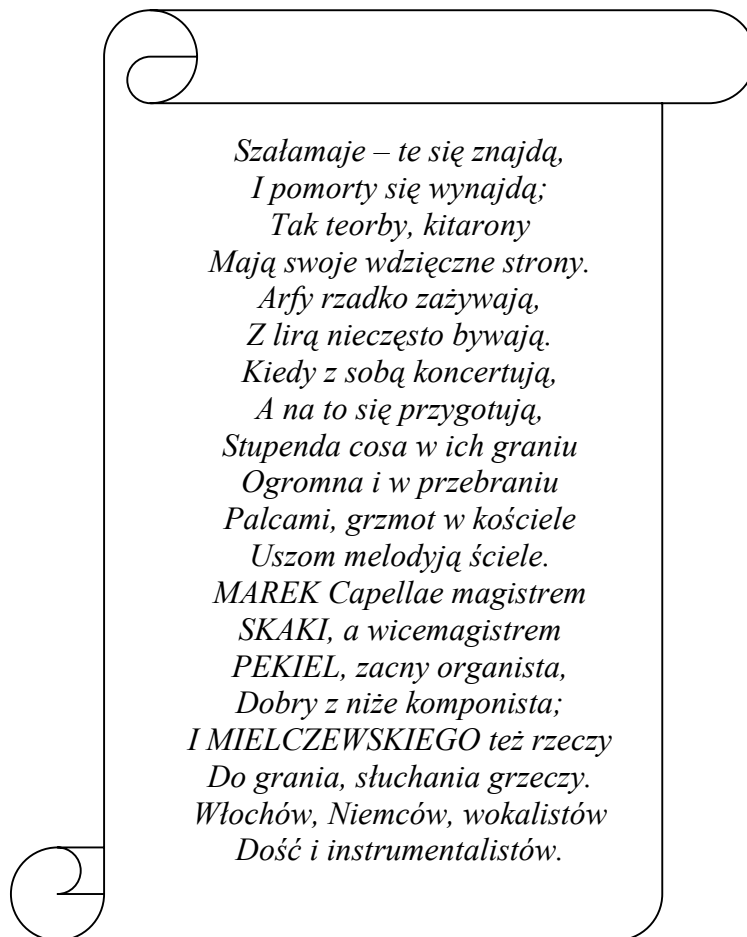 Szałamaje – te się znajdą,
I pomorty się wynajdą;
Tak teorby, kitarony
Mają swoje wdzięczne strony.
Arfy rzadko zażywają,
Z lirą nieczęsto bywają.
Kiedy z sobą koncertują,
A na to się przygotują,
Stupenda cosa w ich graniu
Ogromna i w przebraniu
Palcami, grzmot w kościele
Uszom melodyją ściele.
MAREK Capellae magistrem
SKAKI, a wicemagistrem
PEKIEL, zacny organista,
Dobry z niże komponista;
I MIELCZEWSKIEGO też rzeczy
Do grania, słuchania grzeczy.
Włochów, Niemców, wokalistów
Dość i instrumentalistów.